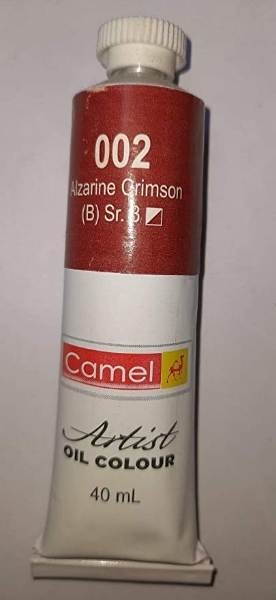 002
Alzarine Crimson
(B) Sr. 3
Camel
Artist
OIL COLOUR
40 mL